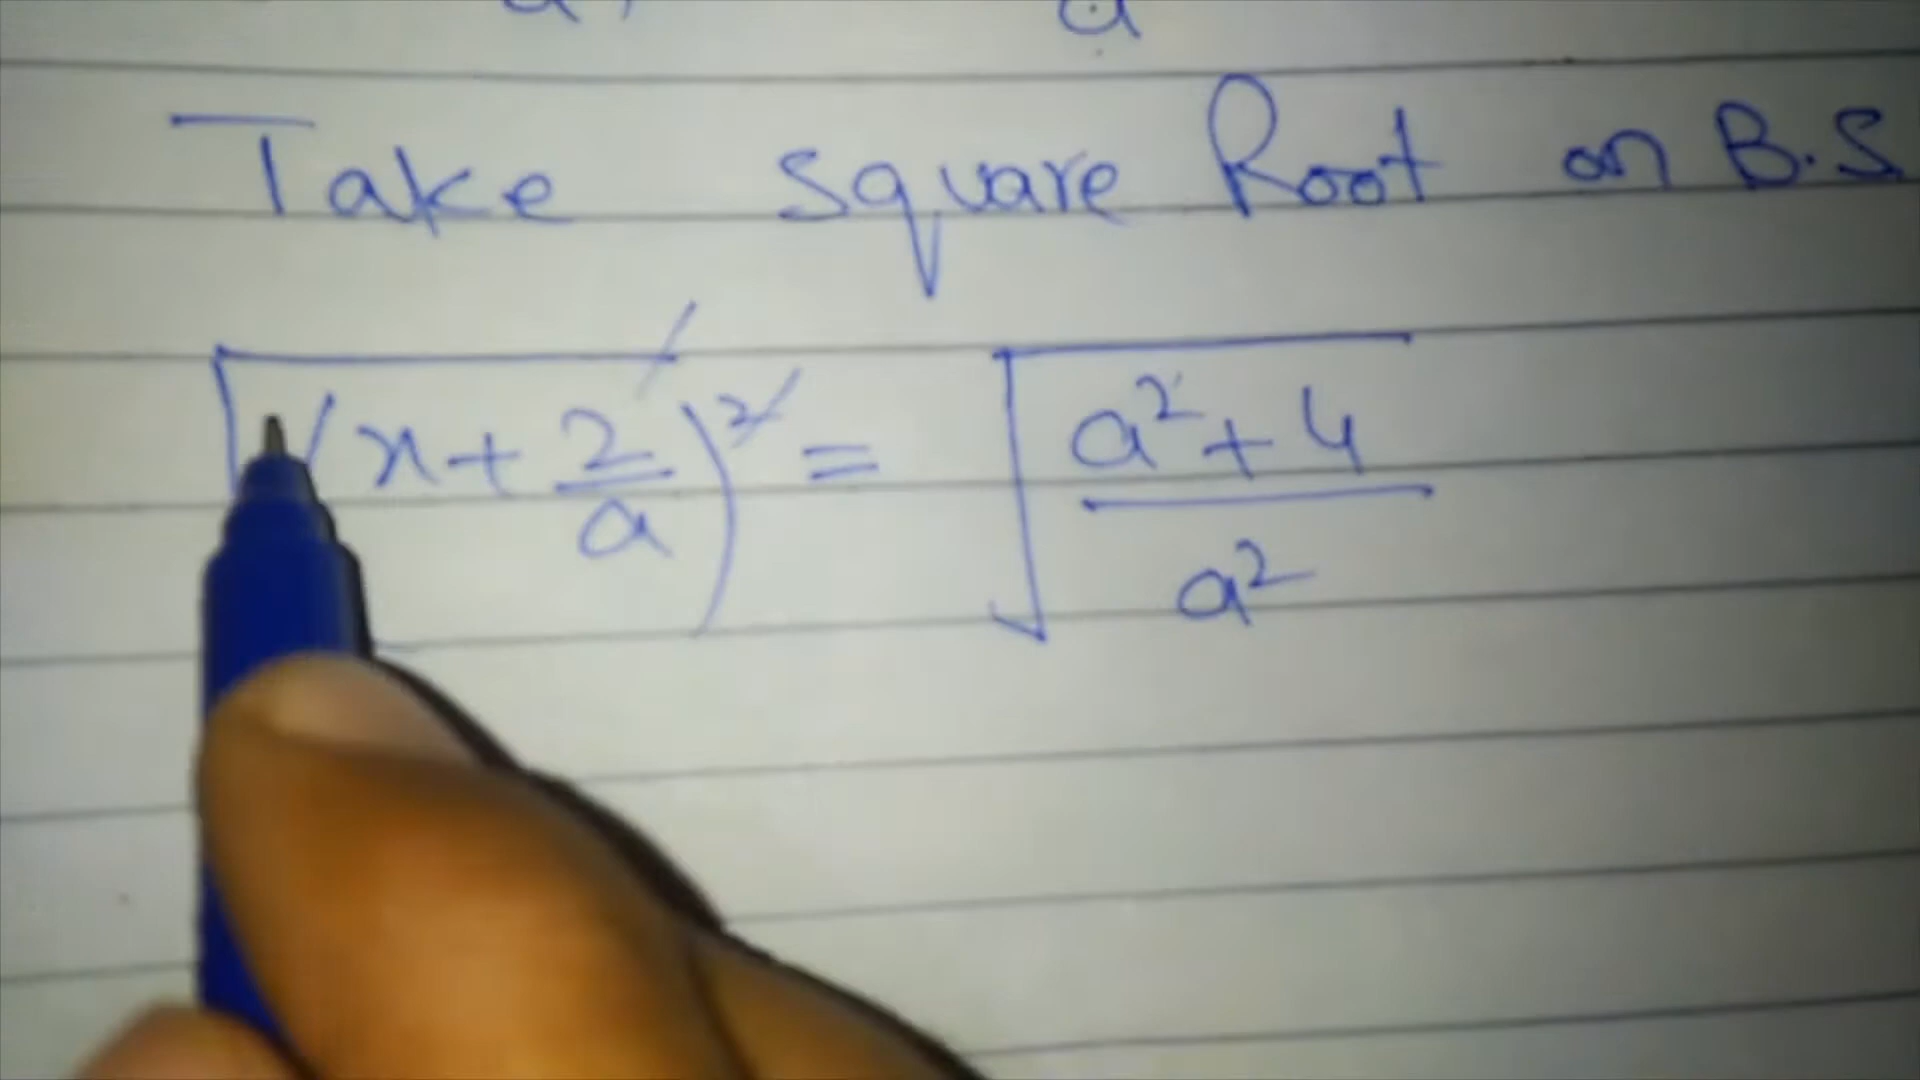 Take square Root on B.S.
√(x + 2/a)² = √((a² + 4)/a²)